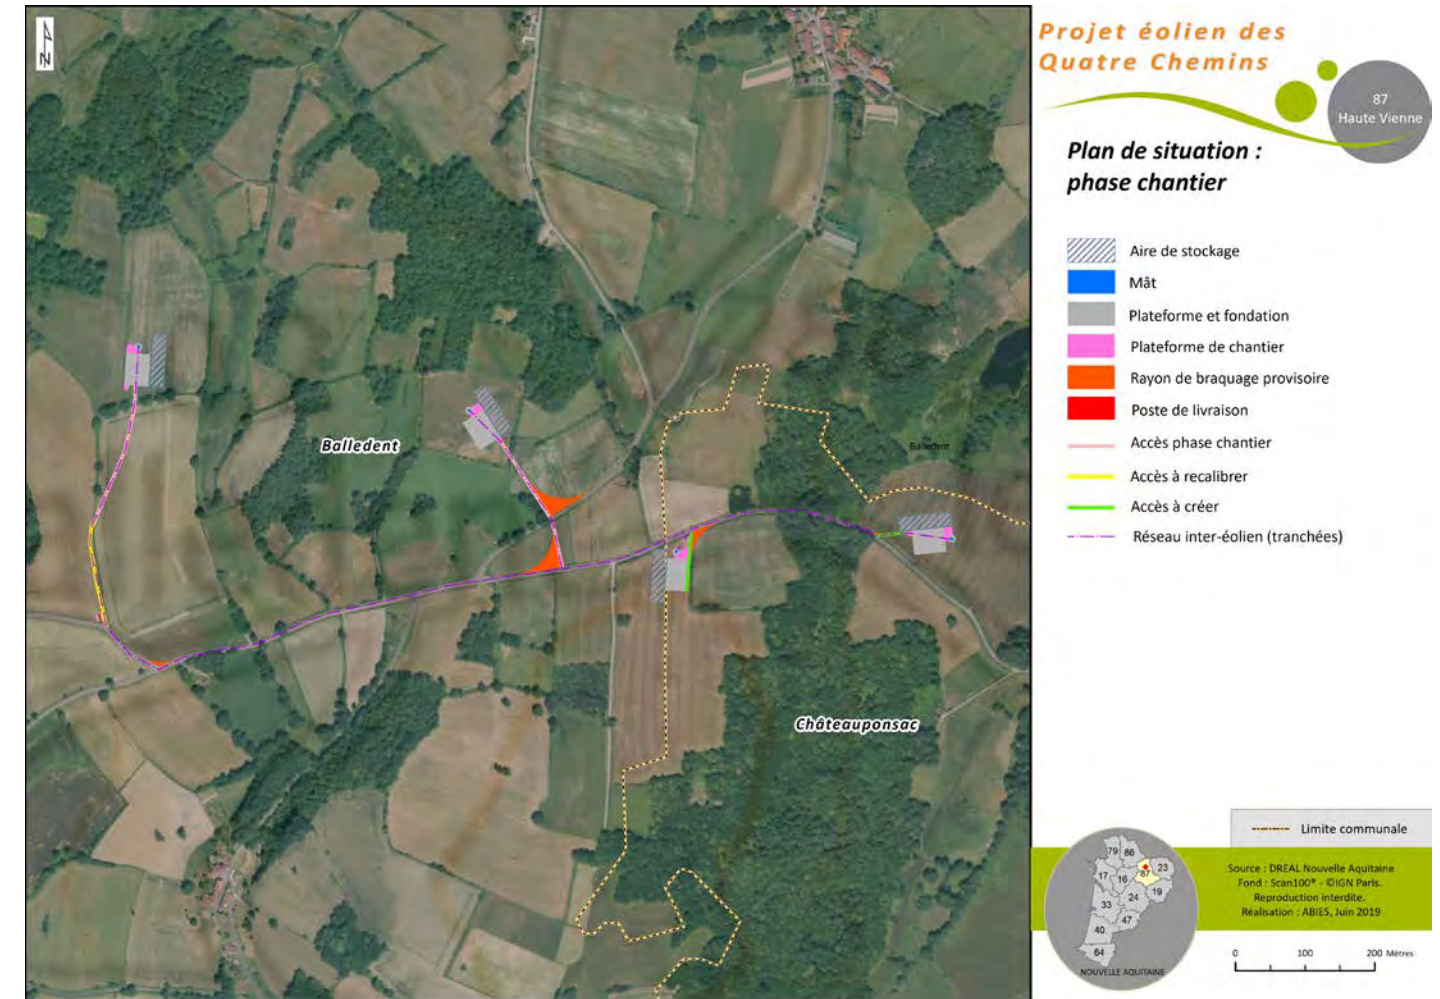 N
Balledent
Balledent
Châteauponsac
Projet éolien des
Quatre Chemins
87
Haute Vienne
Plan de situation :
phase chantier
Aire de stockage
Mât
Plateforme et fondation
Plateforme de chantier
Rayon de braquage provisoire
Poste de livraison
Accès phase chantier
Accès à recalibrer
Accès à créer
Réseau inter-éolien (tranchées)
Limite communale
Source : DREAL Nouvelle Aquitaine
Fond : Scan100® - ©IGN Paris.
Reproduction interdite.
Réalisation : ABIES, Juin 2019
79 86
17 16 87 23
33 24 19
40 47
64
NOUVELLE AQUITAINE
0 100 200 Mètres